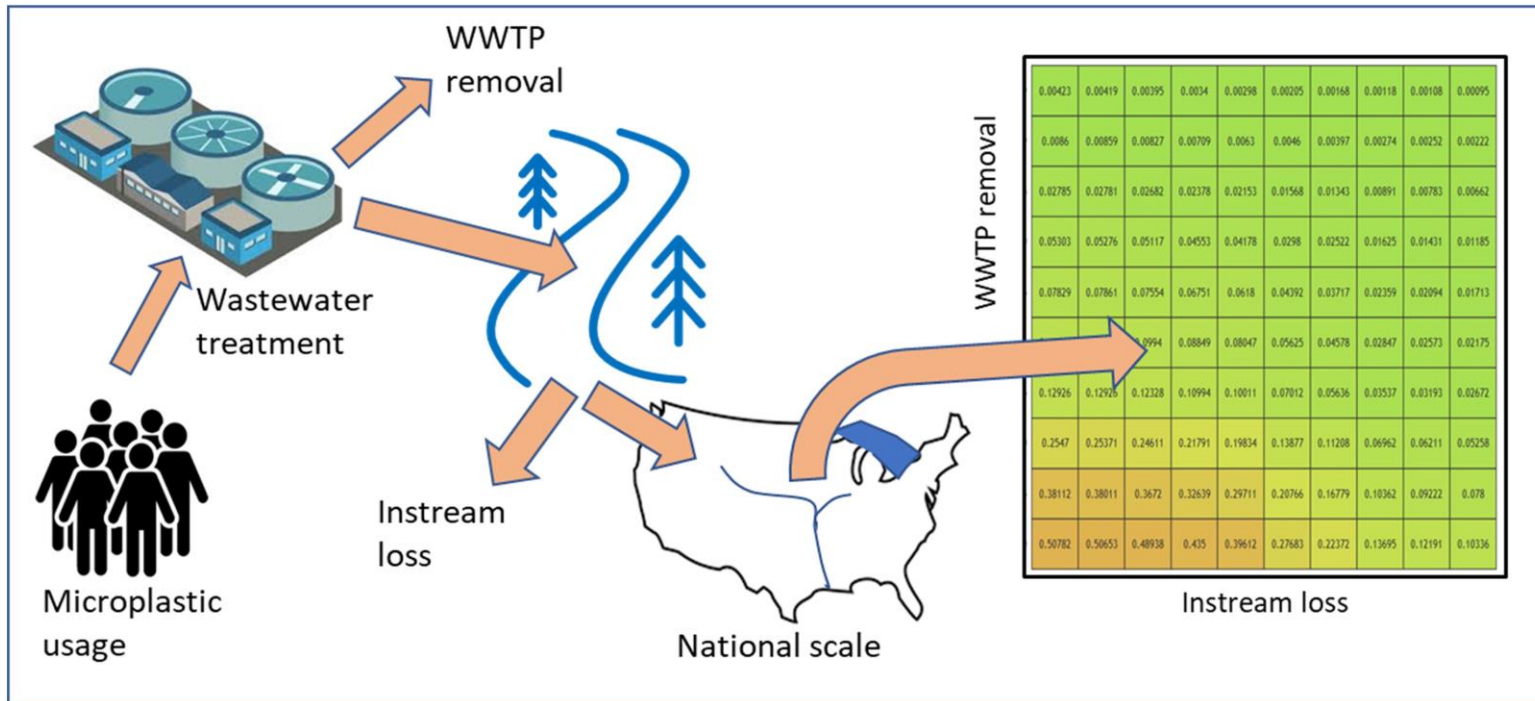 WWTP
removal
Wastewater
treatment
Microplastic
usage
Instream
loss
National scale
WWTP removal
0.00423 0.00419 0.00395 0.0034 0.00298 0.00205 0.00168 0.00118 0.00108 0.00095
0.0086 0.00859 0.00827 0.00709 0.0063 0.0046 0.00397 0.00274 0.00252 0.00222
0.02785 0.02781 0.02682 0.02378 0.02153 0.01568 0.01343 0.00891 0.00783 0.00662
0.05303 0.05276 0.05117 0.04553 0.04178 0.0298 0.02522 0.01625 0.01431 0.01185
0.07829 0.07861 0.07554 0.06751 0.0618 0.04392 0.03717 0.02359 0.02094 0.01713
0.08849 0.08047 0.05625 0.04578 0.02847 0.02573 0.02175
0.12926 0.12926 0.12328 0.10994 0.10011 0.07012 0.05636 0.03537 0.03193 0.02672
0.2547 0.25371 0.24611 0.21791 0.19834 0.13877 0.11208 0.06962 0.06211 0.05258
0.38112 0.38011 0.3672 0.32639 0.29711 0.20766 0.16779 0.10362 0.09222 0.078
0.50782 0.50653 0.48938 0.435 0.39612 0.27683 0.22372 0.13695 0.12191 0.10336
Instream loss